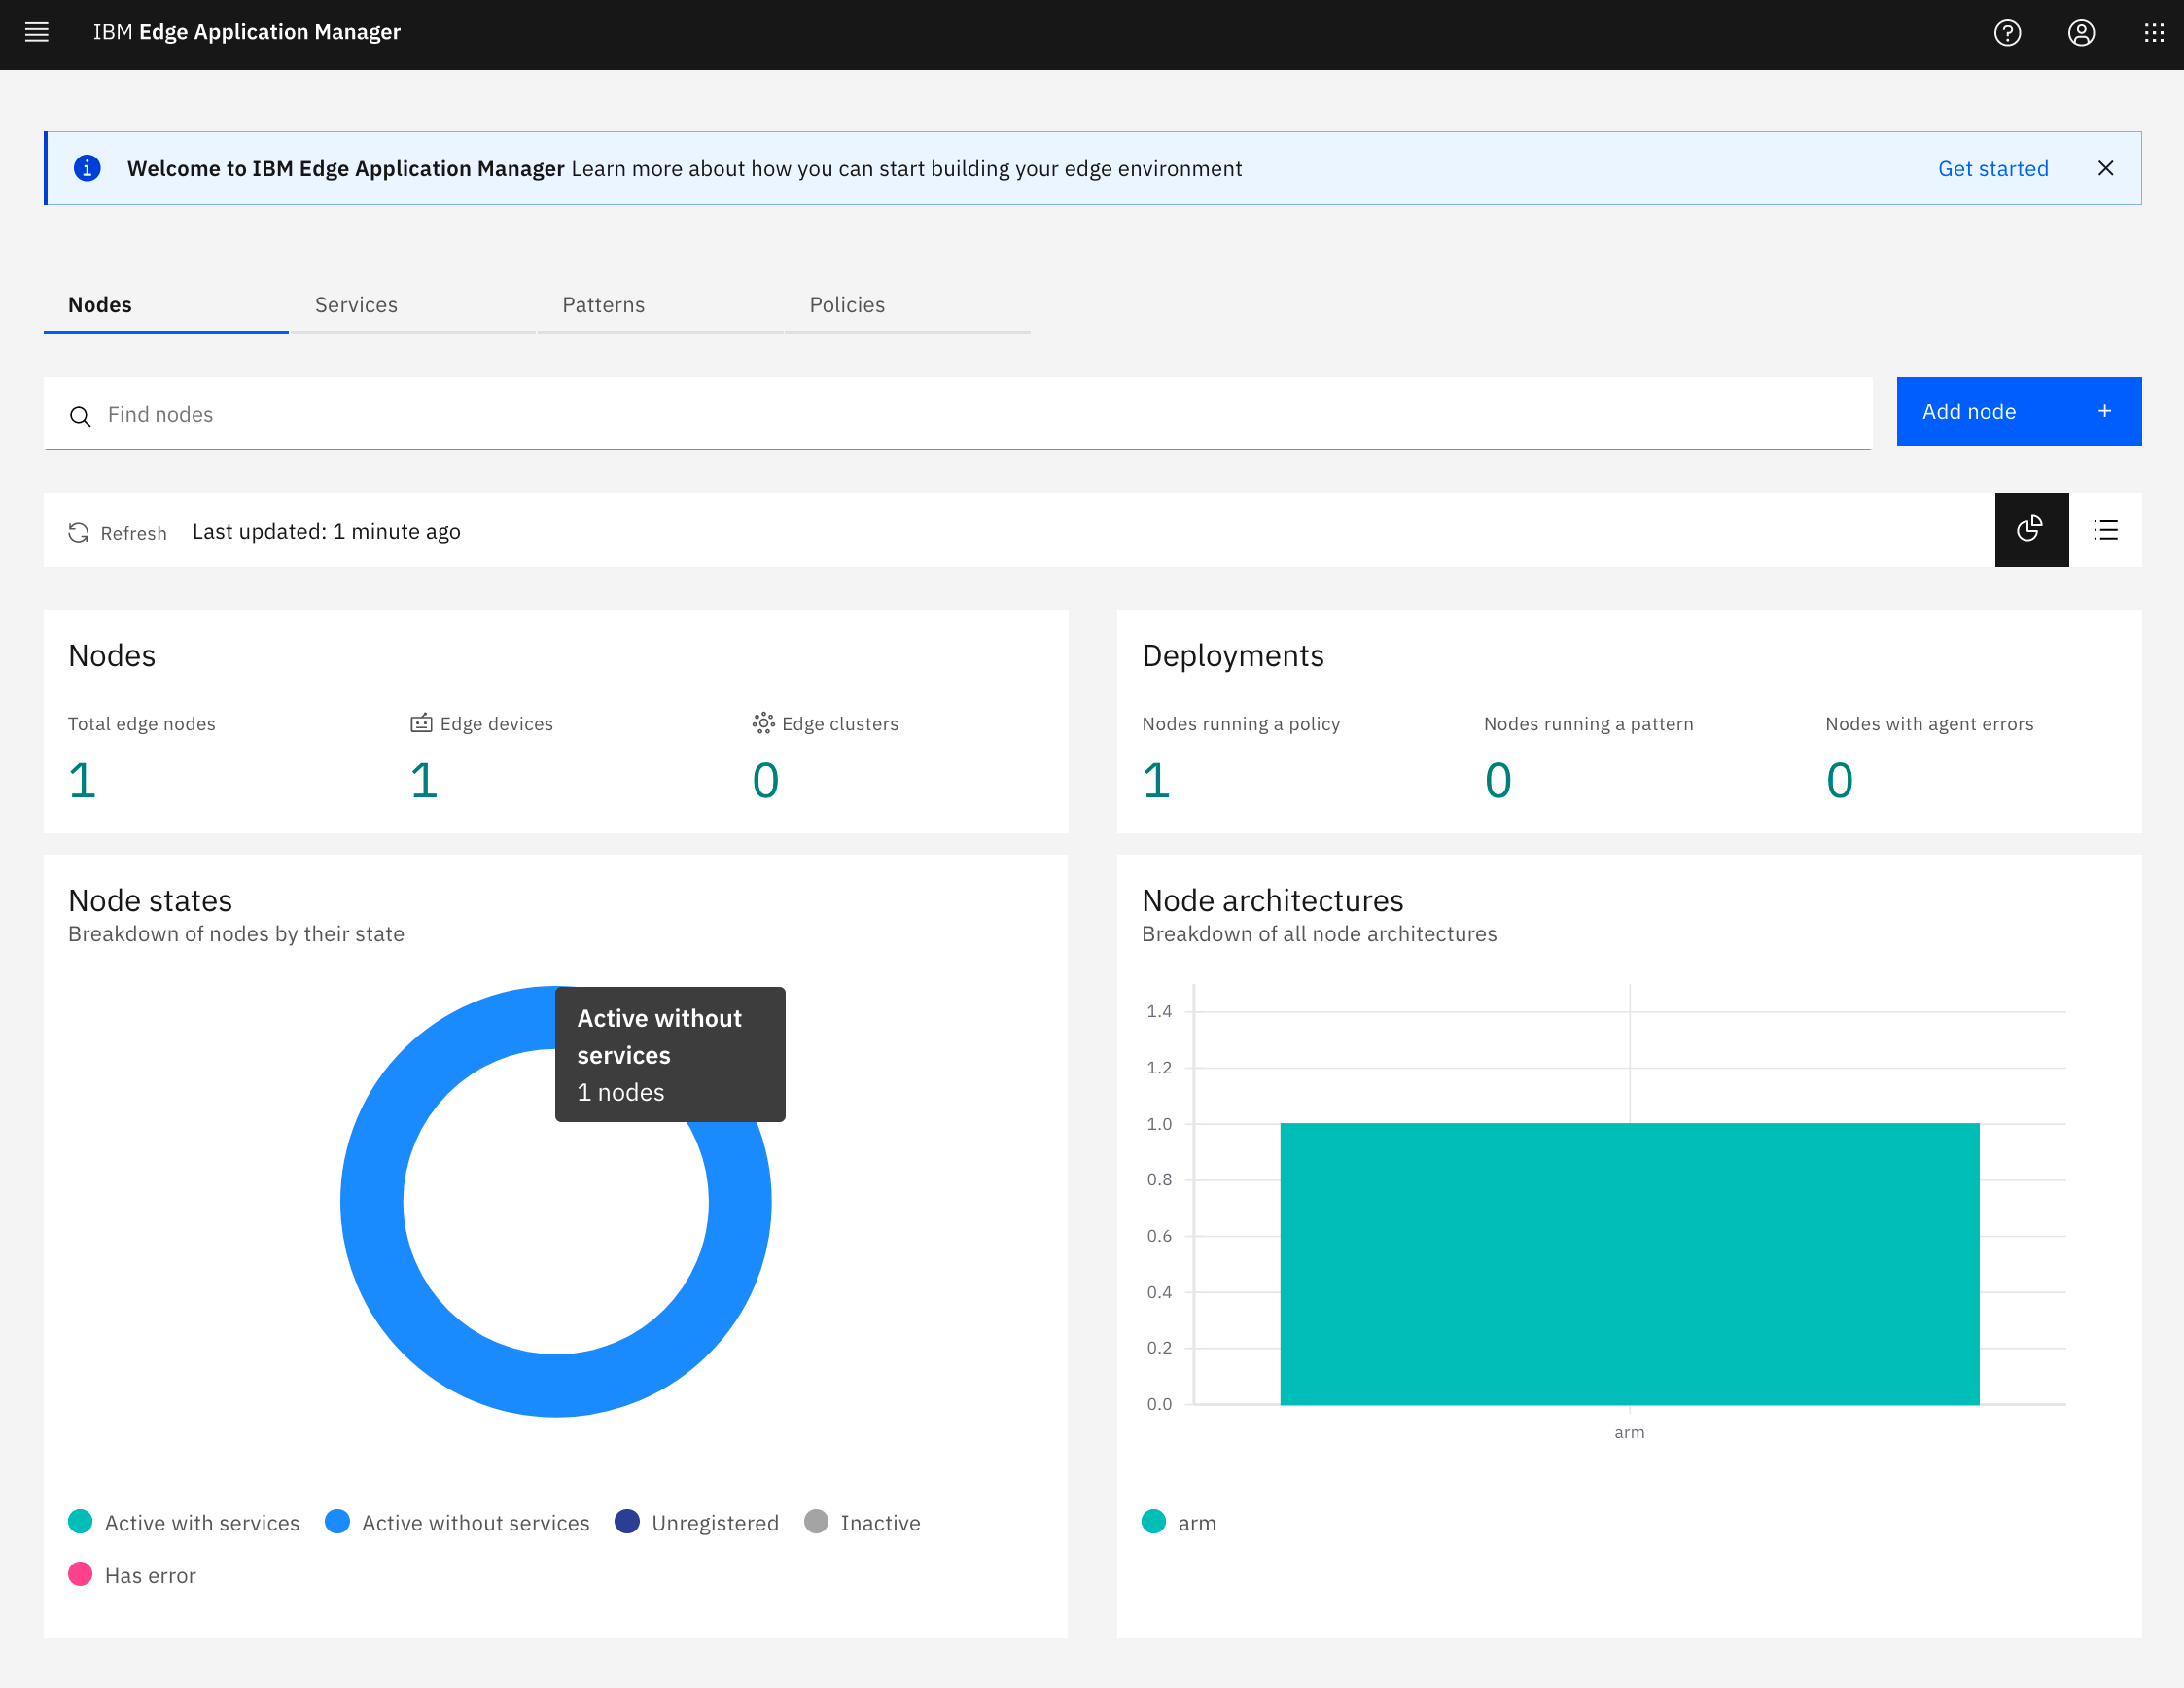 IBM Edge Application Manager
Welcome to IBM Edge Application Manager Learn more about how you can start building your edge environment
Get started
Nodes
Services
Patterns
Policies
Find nodes
Add node +
Refresh
Last updated: 1 minute ago
Nodes
Total edge nodes
1
Edge devices
1
Edge clusters
0
Deployments
Nodes running a policy
1
Nodes running a pattern
0
Nodes with agent errors
0
Node states
Breakdown of nodes by their state
Active without
services
1 nodes
Active with services
Active without services
Unregistered
Inactive
Has error
Node architectures
Breakdown of all node architectures
1.4
1.2
1.0
0.8
0.6
0.4
0.2
0.0
arm
arm